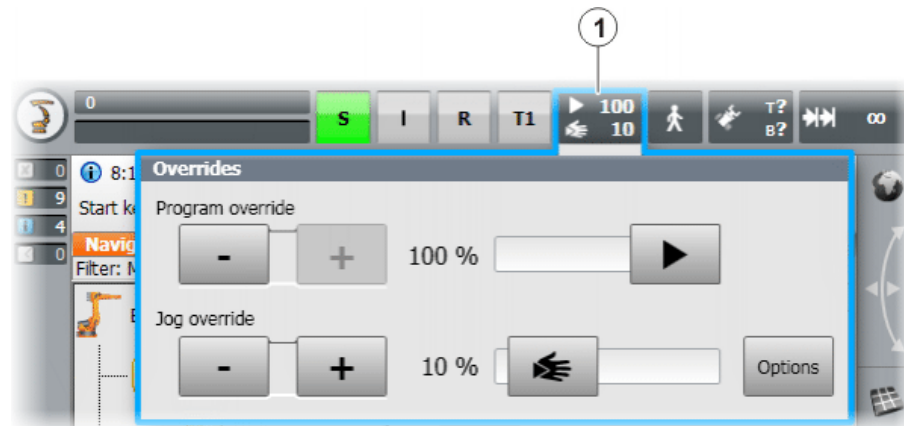 1
0
S I R T1 100 10 T? B? ∞
0
9
4
0
8:1
Start k
Navig
Filter: N
Overrides
Program override
- + 100 %
Jog override
- + 10 % Options